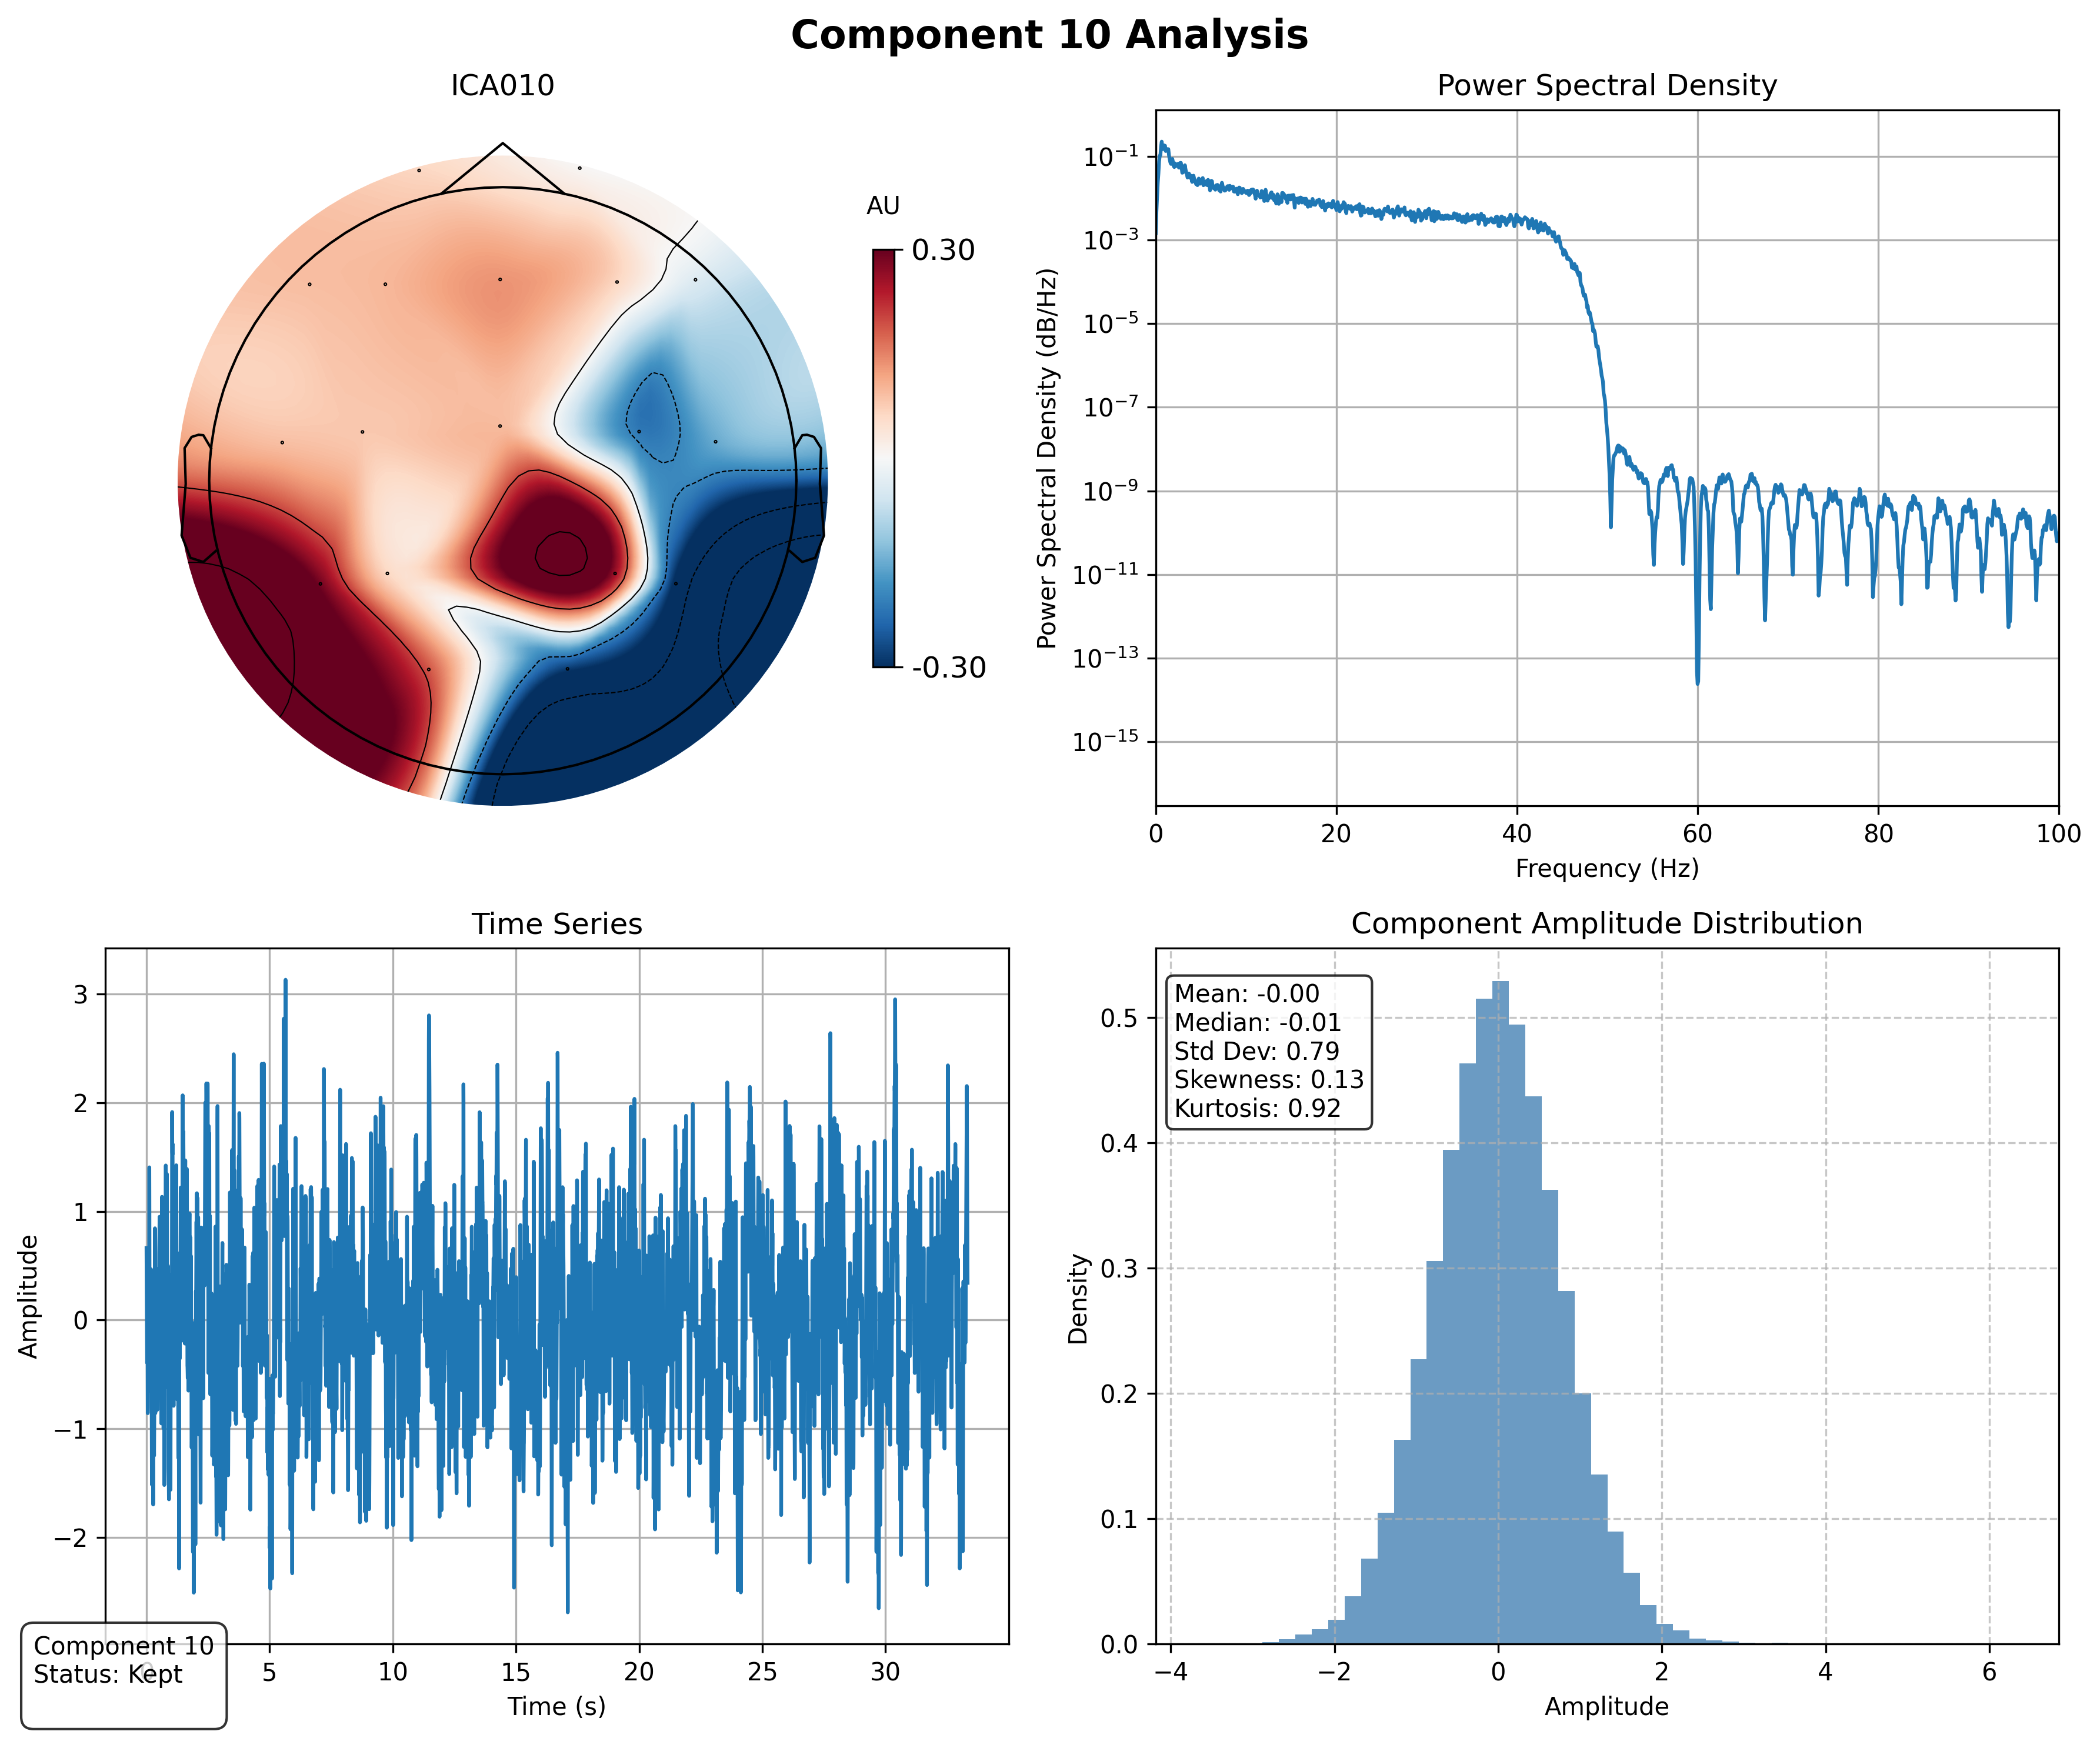 Component 10 Analysis
ICA010
AU
0.30
-0.30
Power Spectral Density
Power Spectral Density (dB/Hz)
10⁻¹
10⁻³
10⁻⁵
10⁻⁷
10⁻⁹
10⁻¹¹
10⁻¹³
10⁻¹⁵
0 20 40 60 80 100
Frequency (Hz)
Time Series
Amplitude
3
2
1
0
−1
−2
0 5 10 15 20 25 30
Time (s)
Component 10
Status: Kept
Component Amplitude Distribution
Mean: -0.00
Median: -0.01
Std Dev: 0.79
Skewness: 0.13
Kurtosis: 0.92
Density
0.5
0.4
0.3
0.2
0.1
0.0
−4 −2 0 2 4 6
Amplitude